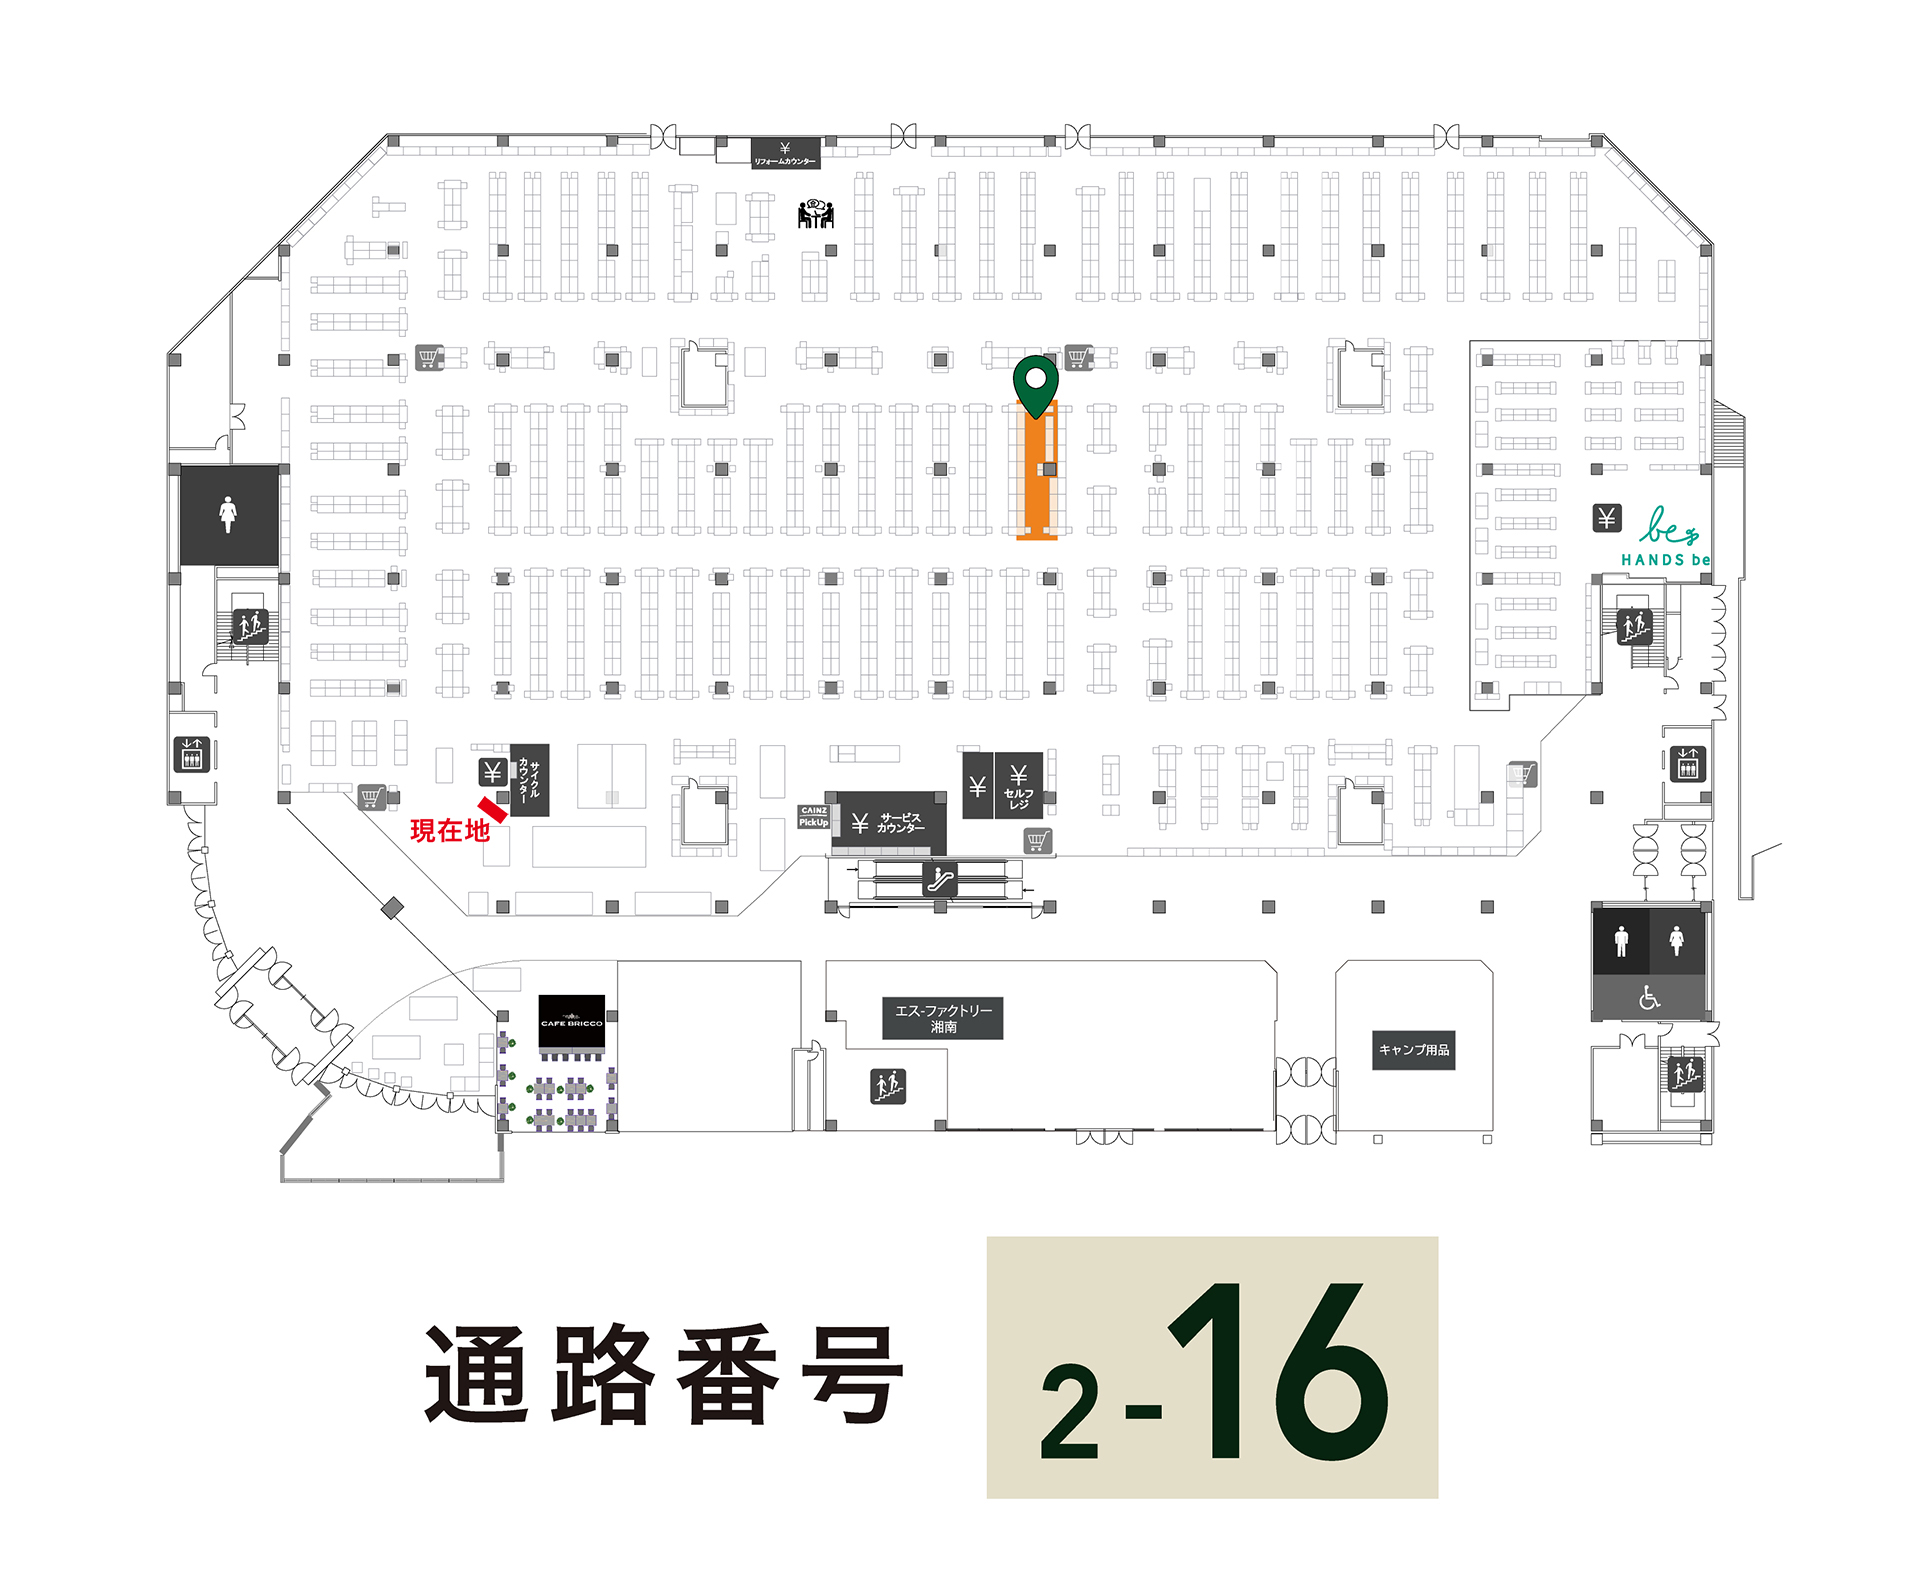 ¥
リフォームカウンター
¥
be
HANDS be
¥
サイクル
カウンター
現在地
CAINZ
PickUp
¥ サービス
カウンター
¥
¥
セルフ
レジ
CAFE BRICCO
エス-ファクトリー
湘南
キャンプ用品
通路番号
2-16